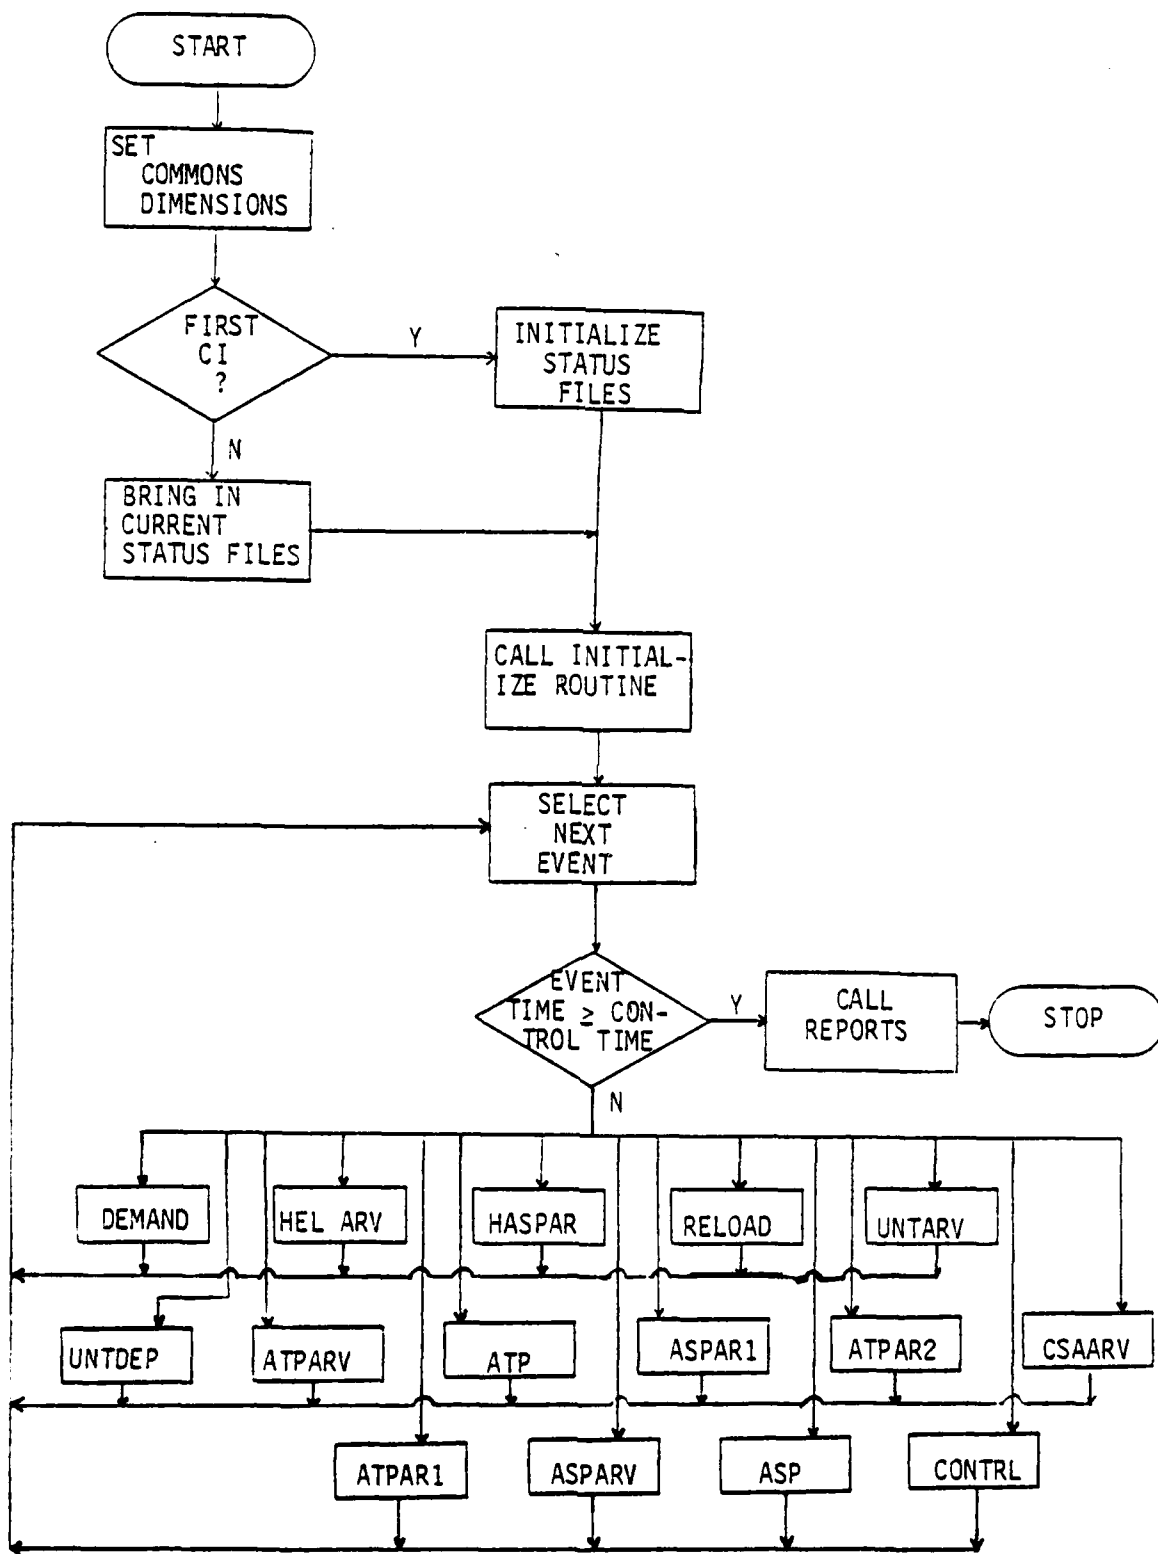 START
SET
COMMONS
DIMENSIONS
FIRST
CI
?
Y
INITIALIZE
STATUS
FILES
N
BRING IN
CURRENT
STATUS FILES
CALL INITIAL-
IZE ROUTINE
SELECT
NEXT
EVENT
EVENT
TIME ≥ CON-
TROL TIME
Y
CALL
REPORTS
STOP
N
DEMAND
HEL ARV
HASPAR
RELOAD
UNTARV
UNTDEP
ATPARV
ATP
ASPAR1
ATPAR2
CSAARV
ATPAR1
ASPARV
ASP
CONTRL